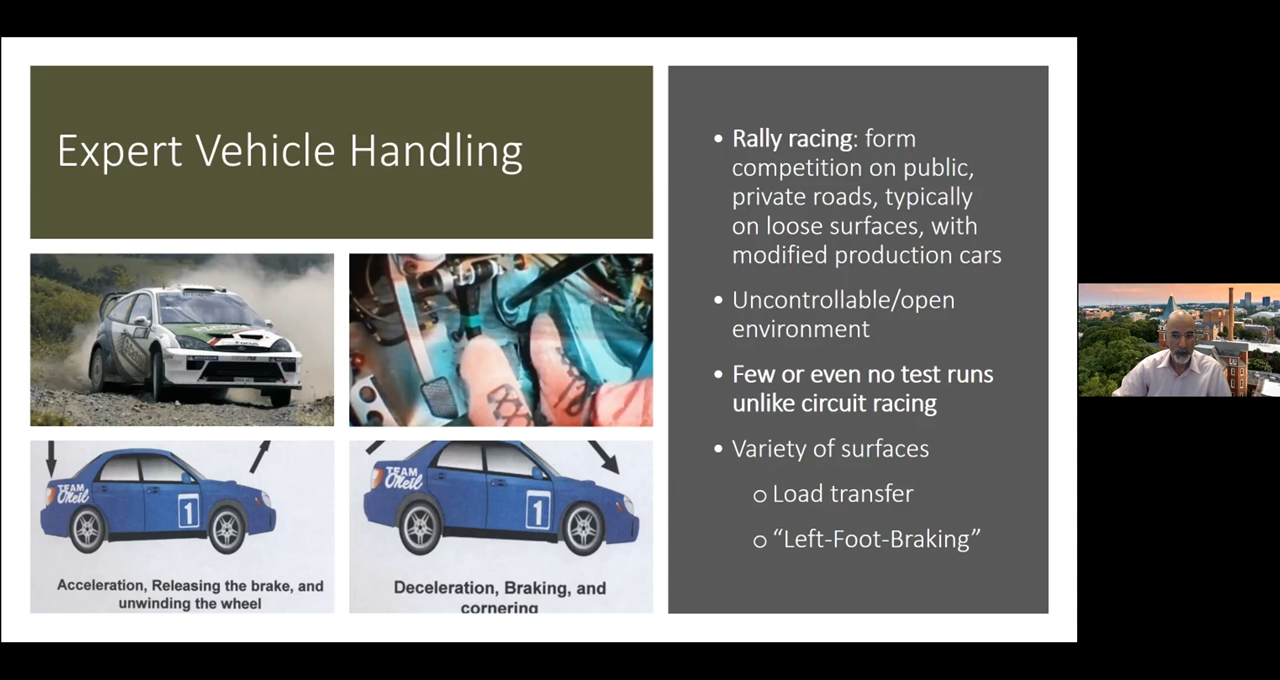 Expert Vehicle Handling
• Rally racing: form
competition on public,
private roads, typically
on loose surfaces, with
modified production cars
• Uncontrollable/open
environment
• Few or even no test runs
unlike circuit racing
• Variety of surfaces
o Load transfer
o “Left-Foot-Braking”
TEAM
O'Neil
1
Acceleration, Releasing the brake, and
unwinding the wheel
TEAM
O'Neil
1
Deceleration, Braking, and
cornering